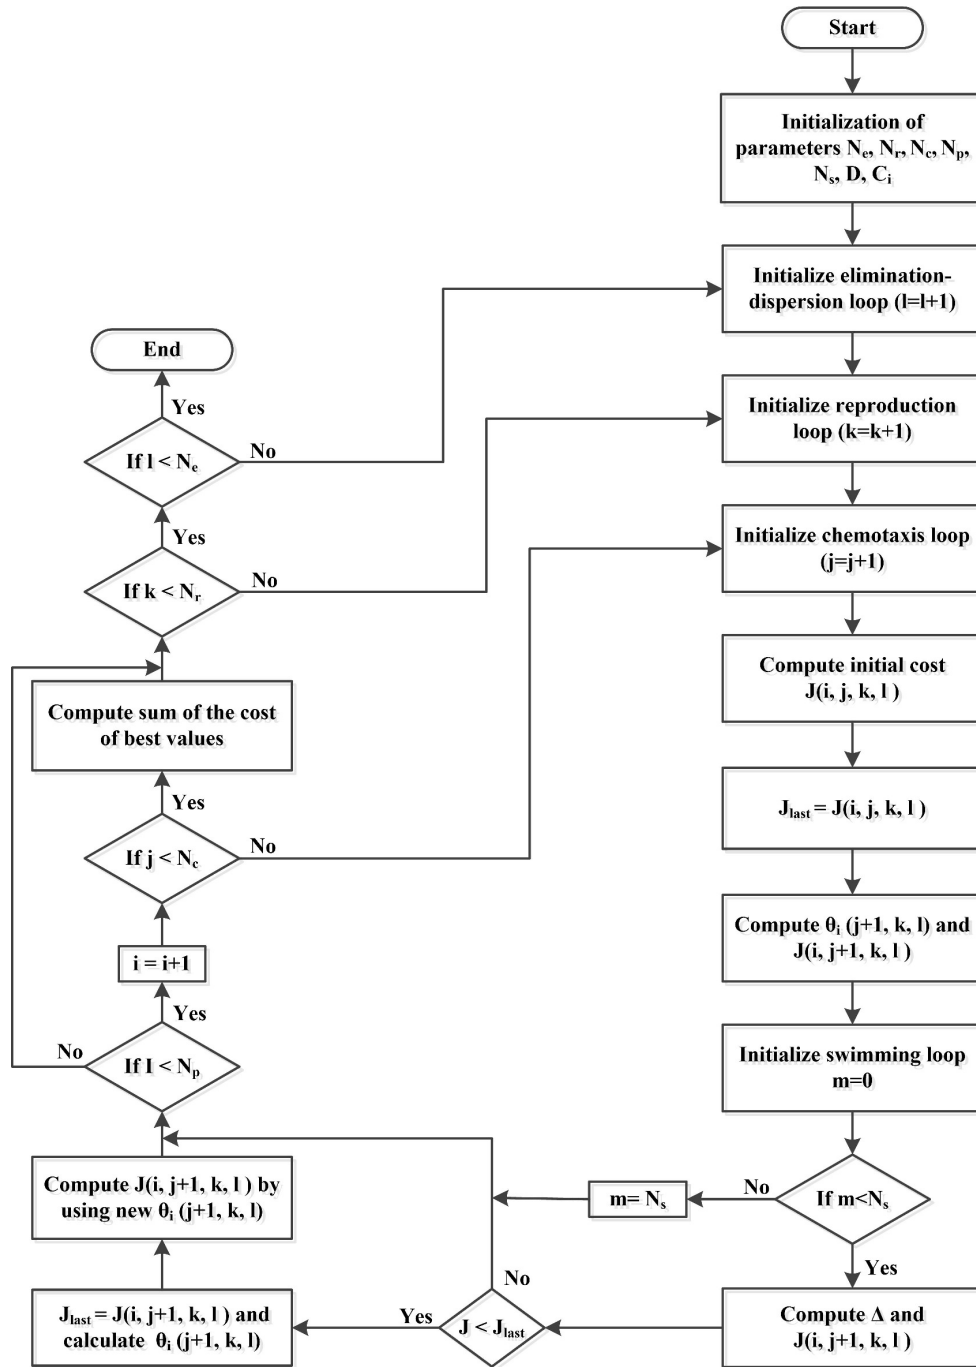 Start
Initialization of
parameters Nₑ, Nᵣ, N꜀, Nₚ,
Nₛ, D, Cᵢ
Initialize elimination-
dispersion loop (l=l+1)
Initialize reproduction
loop (k=k+1)
Initialize chemotaxis loop
(j=j+1)
Compute initial cost
J(i, j, k, l )
Jₗₐₛₜ = J(i, j, k, l )
Compute θᵢ (j+1, k, l) and
J(i, j+1, k, l )
Initialize swimming loop
m=0
If m<Nₛ
No
m= Nₛ
Yes
Compute Δ and
J(i, j+1, k, l )
J < Jₗₐₛₜ
No
Yes
Jₗₐₛₜ = J(i, j+1, k, l ) and
calculate θᵢ (j+1, k, l)
Compute J(i, j+1, k, l ) by
using new θᵢ (j+1, k, l)
If I < Nₚ
No
Yes
i = i+1
If j < N꜀
No
Yes
Compute sum of the cost
of best values
If k < Nᵣ
No
Yes
If l < Nₑ
No
Yes
End